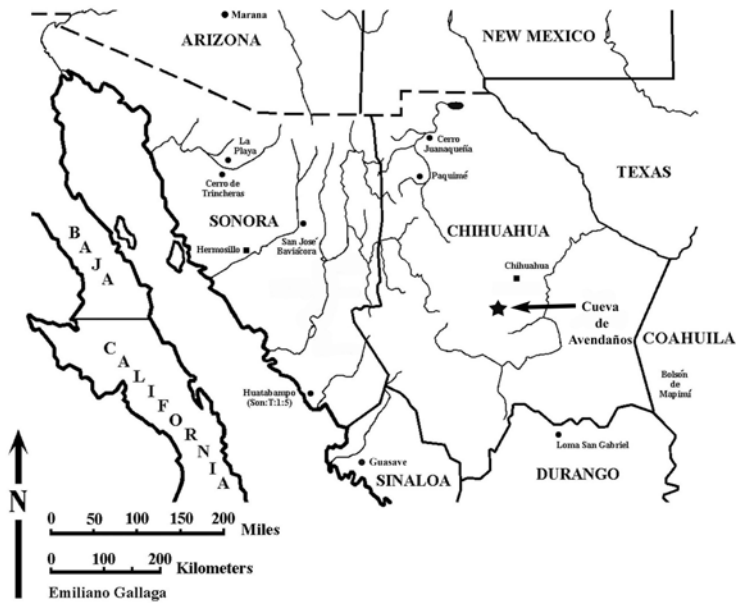 Marana
ARIZONA
NEW MEXICO
La
Playa
Cerro
Juanaqueña
Cerro de
Trincheras
Paquimé
TEXAS
SONORA
CHIHUAHUA
BAJA
Hermosillo
San José
Baviácora
Chihuahua
Cueva
de
Avendaños
COAHUILA
CALIFORNIA
Huatabampo
(Son:T:1:5)
Bolsón
de
Mapimí
Loma San Gabriel
Guasave
SINALOA
DURANGO
N
0 50 100 150 200
Miles
0 100 200
Kilometers
Emiliano Gallaga